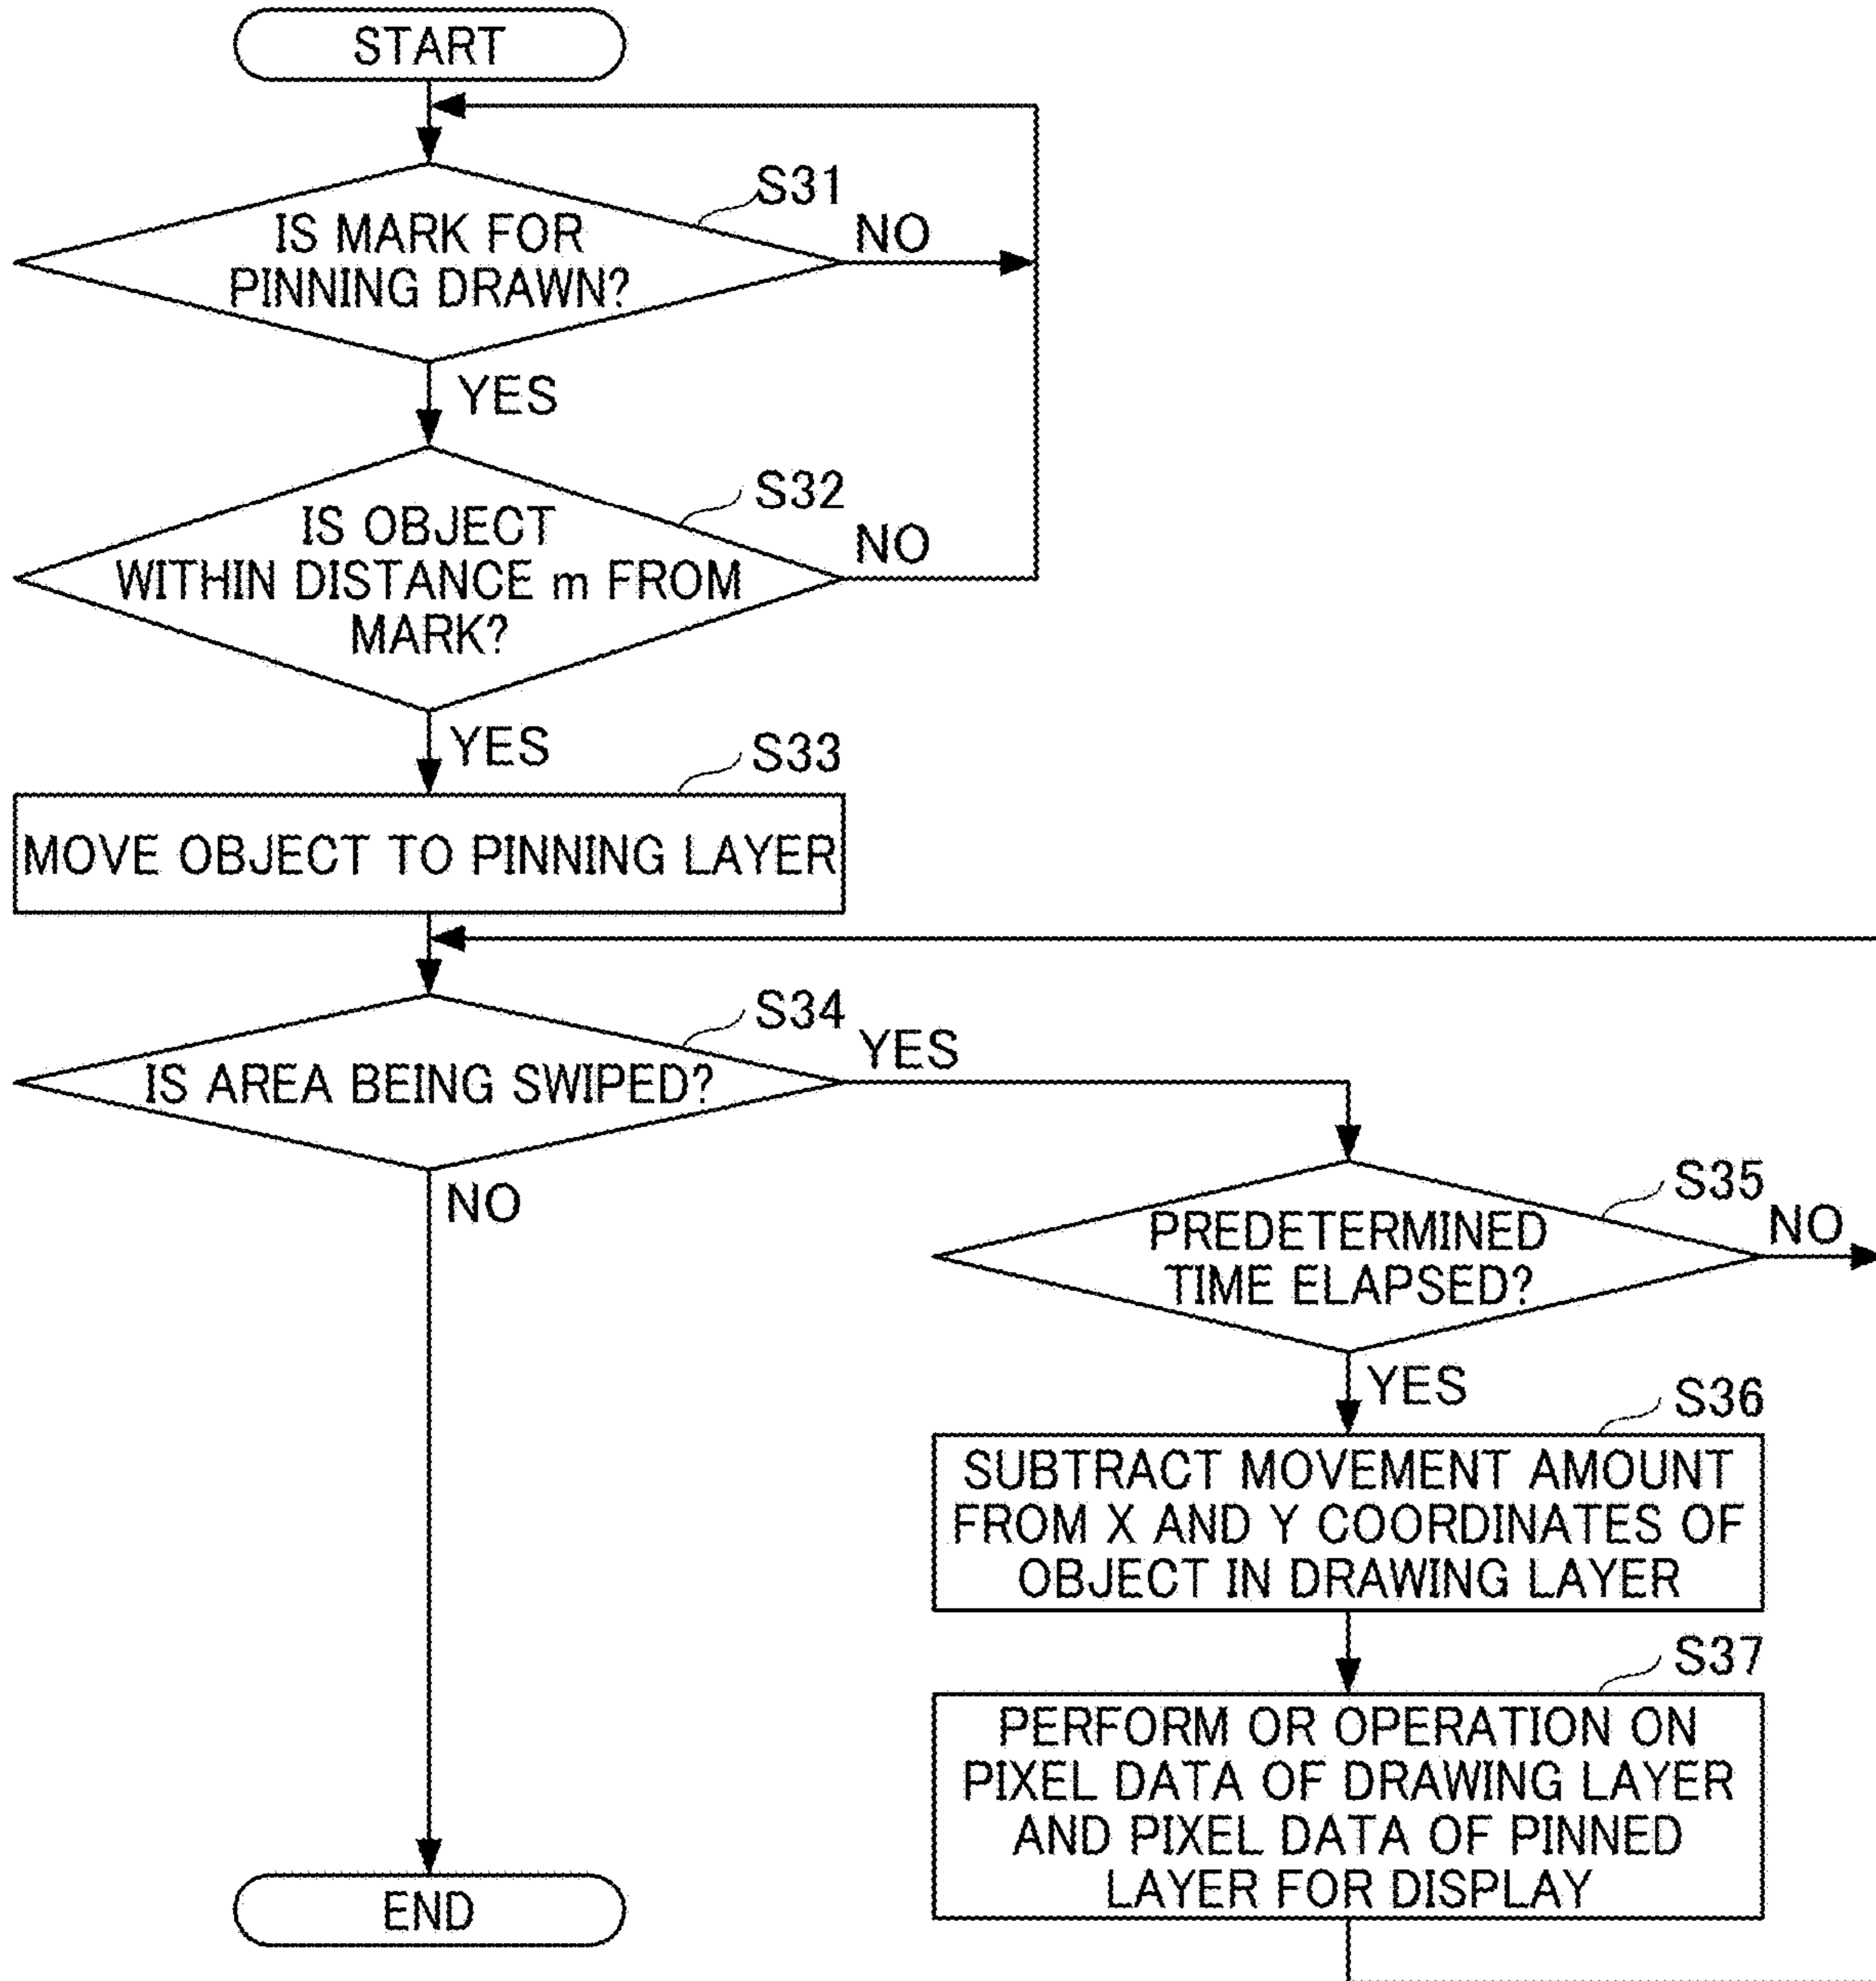 START
S31
IS MARK FOR
PINNING DRAWN?
NO
YES
S32
IS OBJECT
WITHIN DISTANCE m FROM
MARK?
NO
YES
S33
MOVE OBJECT TO PINNING LAYER
S34
IS AREA BEING SWIPED?
YES
NO
S35
PREDETERMINED
TIME ELAPSED?
NO
YES
S36
SUBTRACT MOVEMENT AMOUNT
FROM X AND Y COORDINATES OF
OBJECT IN DRAWING LAYER
S37
PERFORM OR OPERATION ON
PIXEL DATA OF DRAWING LAYER
AND PIXEL DATA OF PINNED
LAYER FOR DISPLAY
END